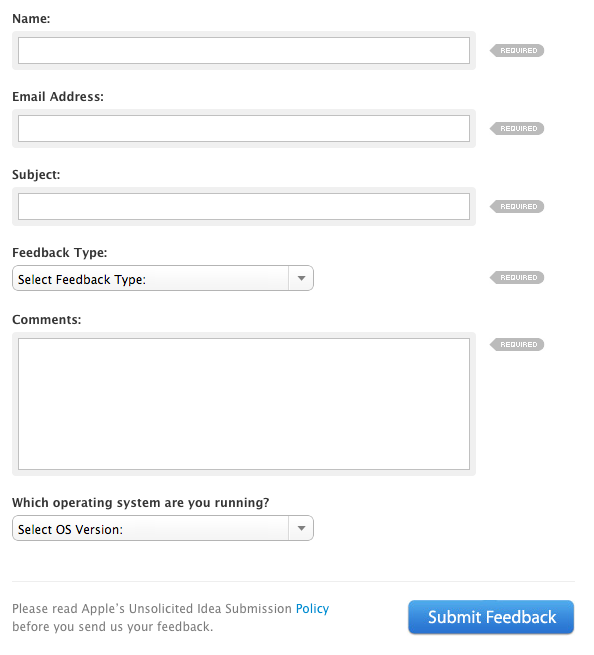 Name:
REQUIRED
Email Address:
REQUIRED
Subject:
REQUIRED
Feedback Type:
Select Feedback Type:
REQUIRED
Comments:
REQUIRED
Which operating system are you running?
Select OS Version:
Please read Apple's Unsolicited Idea Submission Policy
before you send us your feedback.
Submit Feedback